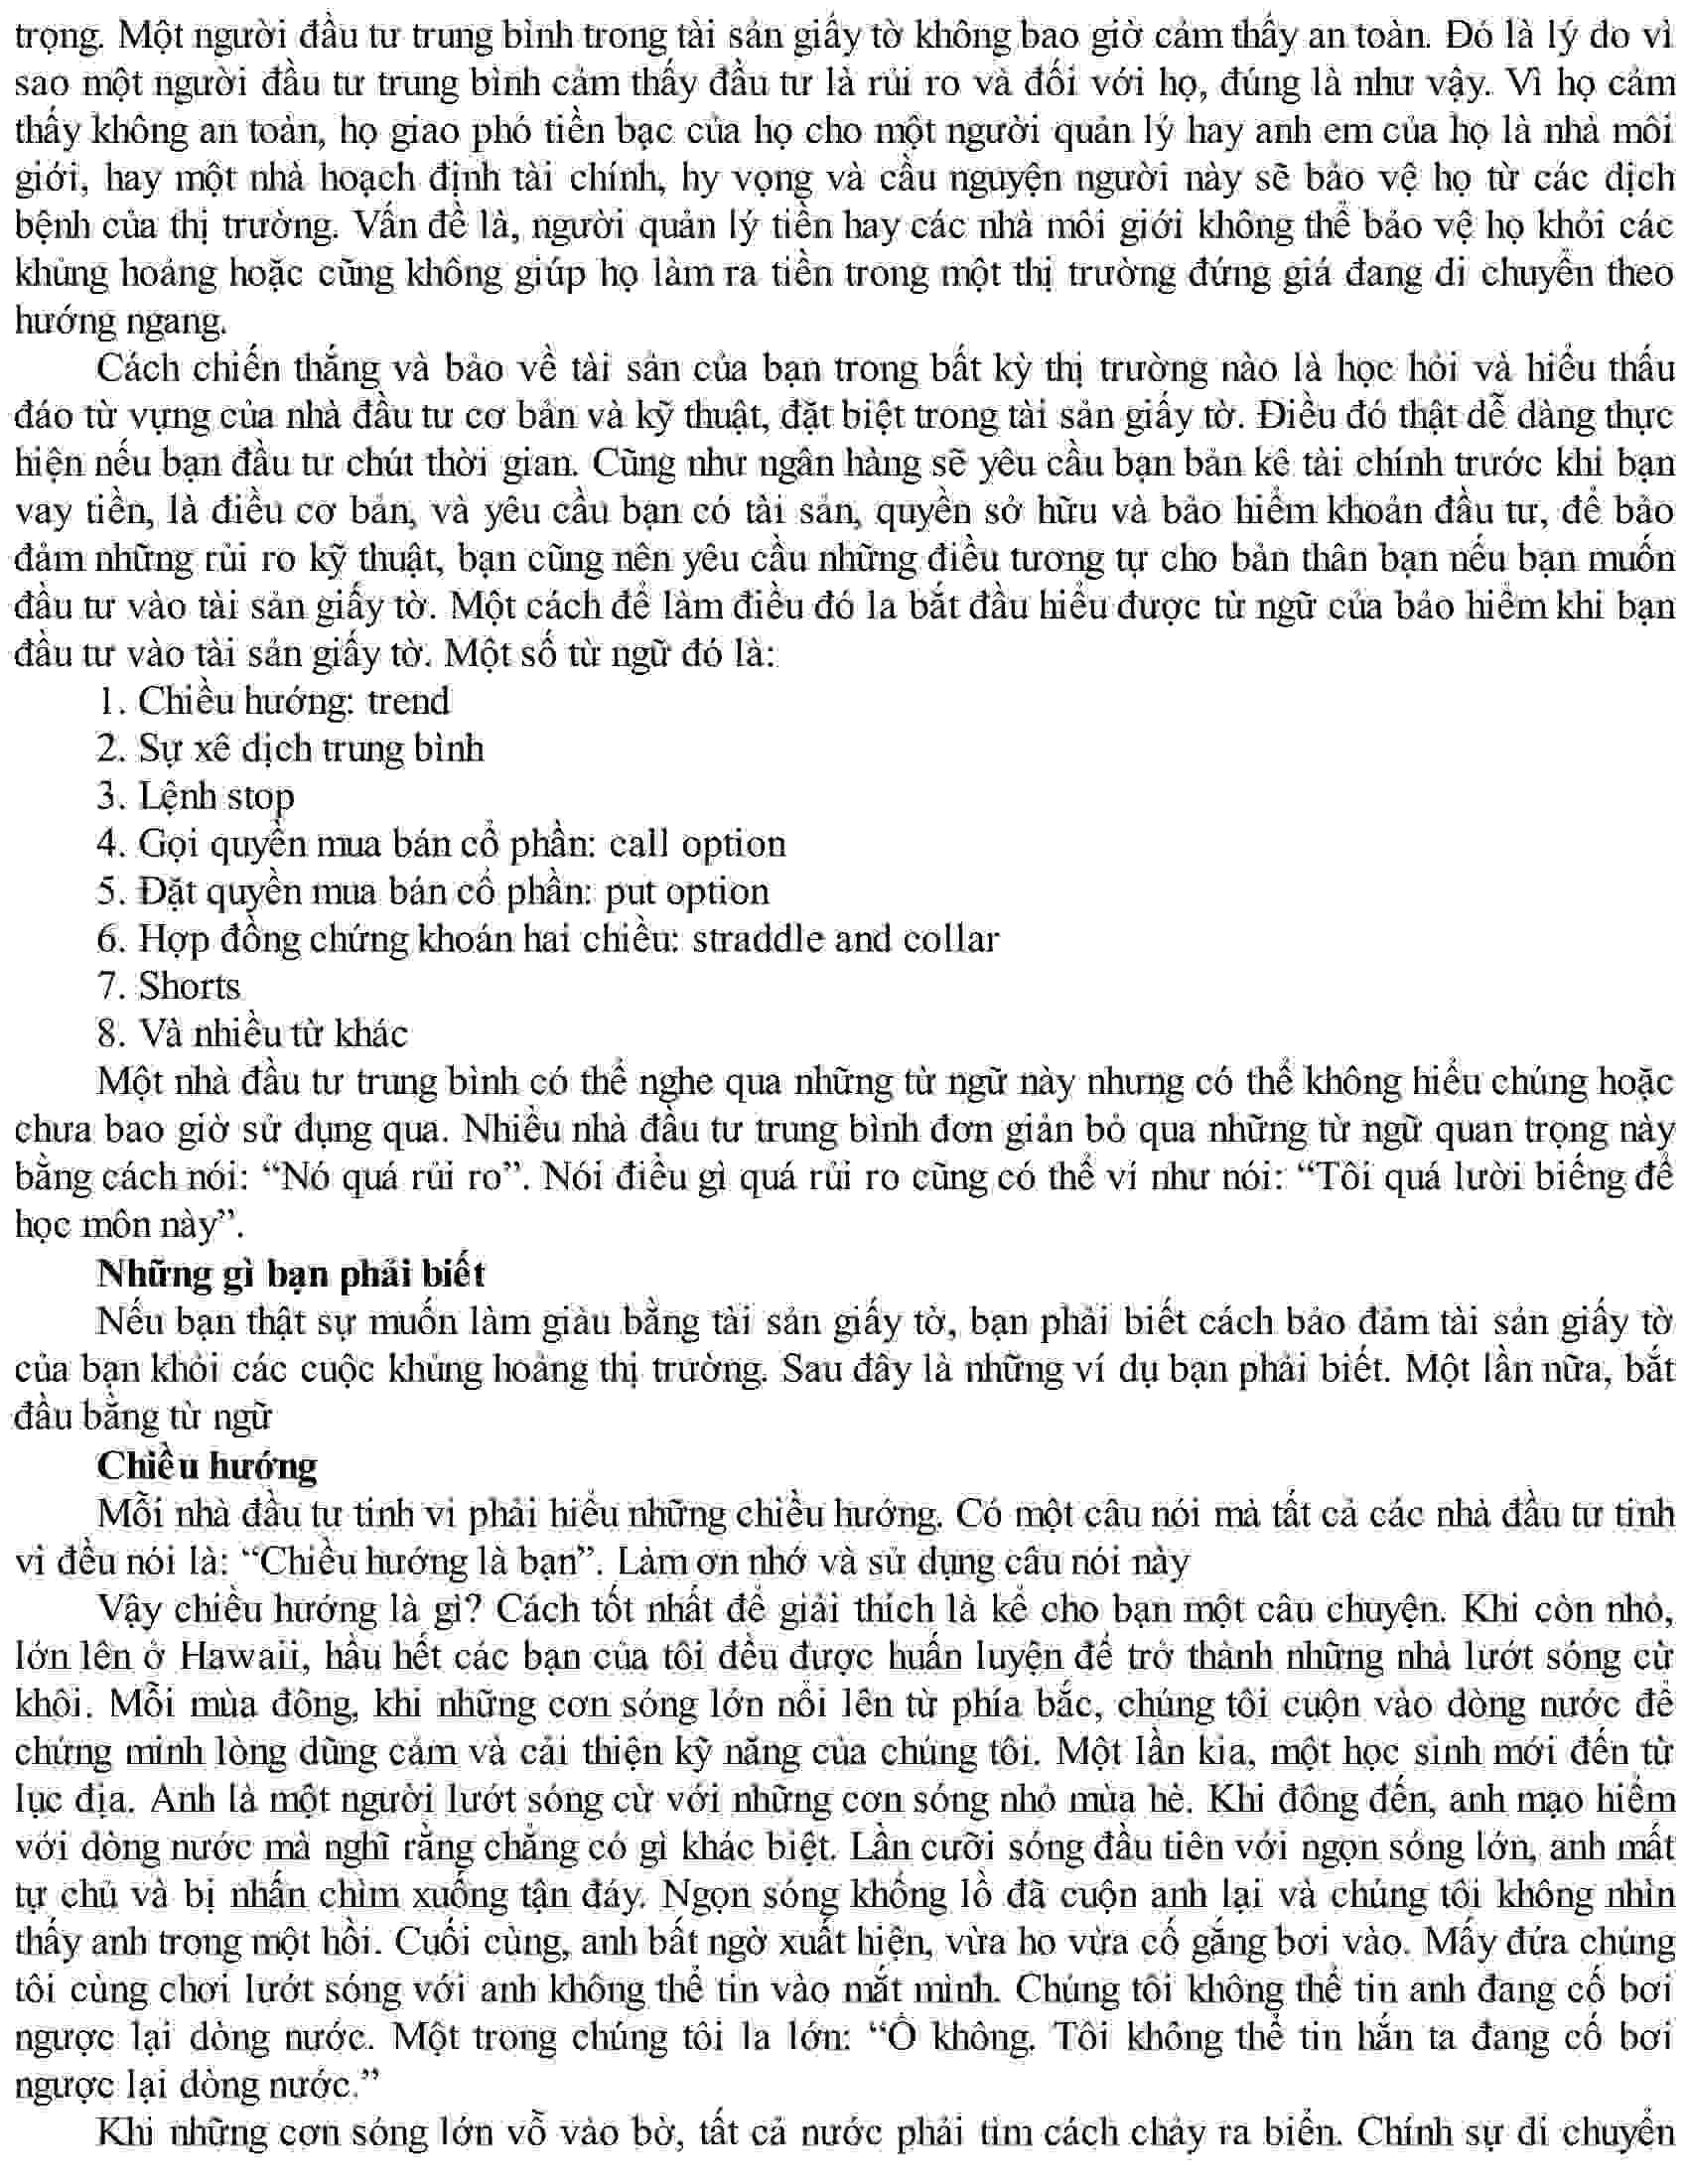 trọng. Một người đầu tư trung bình trong tài sản giấy tờ không bao giờ cảm thấy an toàn. Đó là lý do vì
sao một người đầu tư trung bình cảm thấy đầu tư là rủi ro và đối với họ, đúng là như vậy. Vì họ cảm
thấy không an toàn, họ giao phó tiền bạc của họ cho một người quản lý hay anh em của họ là nhà môi
giới, hay một nhà hoạch định tài chính, hy vọng và cầu nguyện người này sẽ bảo vệ họ từ các dịch
bệnh của thị trường. Vấn đề là, người quản lý tiền hay các nhà môi giới không thể bảo vệ họ khỏi các
khủng hoảng hoặc cũng không giúp họ làm ra tiền trong một thị trường đứng giá đang di chuyển theo
hướng ngang.
Cách chiến thắng và bảo về tài sản của bạn trong bất kỳ thị trường nào là học hỏi và hiểu thấu
đáo từ vựng của nhà đầu tư cơ bản và kỹ thuật, đặt biệt trong tài sản giấy tờ. Điều đó thật dễ dàng thực
hiện nếu bạn đầu tư chút thời gian. Cũng như ngân hàng sẽ yêu cầu bạn bản kê tài chính trước khi bạn
vay tiền, là điều cơ bản, và yêu cầu bạn có tài sản, quyền sở hữu và bảo hiểm khoản đầu tư, để bảo
đảm những rủi ro kỹ thuật, bạn cũng nên yêu cầu những điều tương tự cho bản thân bạn nếu bạn muốn
đầu tư vào tài sản giấy tờ. Một cách để làm điều đó la bắt đầu hiểu được từ ngữ của bảo hiểm khi bạn
đầu tư vào tài sản giấy tờ. Một số từ ngữ đó là:
1. Chiều hướng: trend
2. Sự xê dịch trung bình
3. Lệnh stop
4. Gọi quyền mua bán cổ phần: call option
5. Đặt quyền mua bán cổ phần: put option
6. Hợp đồng chứng khoán hai chiều: straddle and collar
7. Shorts
8. Và nhiều từ khác
Một nhà đầu tư trung bình có thể nghe qua những từ ngữ này nhưng có thể không hiểu chúng hoặc
chưa bao giờ sử dụng qua. Nhiều nhà đầu tư trung bình đơn giản bỏ qua những từ ngữ quan trọng này
bằng cách nói: “Nó quá rủi ro”. Nói điều gì quá rủi ro cũng có thể ví như nói: “Tôi quá lười biếng để
học môn này”.
Những gì bạn phải biết
Nếu bạn thật sự muốn làm giàu bằng tài sản giấy tờ, bạn phải biết cách bảo đảm tài sản giấy tờ
của bạn khỏi các cuộc khủng hoảng thị trường. Sau đây là những ví dụ bạn phải biết. Một lần nữa, bắt
đầu bằng từ ngữ
Chiều hướng
Mỗi nhà đầu tư tinh vi phải hiểu những chiều hướng. Có một câu nói mà tất cả các nhà đầu tư tinh
vi đều nói là: “Chiều hướng là bạn”. Làm ơn nhớ và sử dụng câu nói này
Vậy chiều hướng là gì? Cách tốt nhất để giải thích là kể cho bạn một câu chuyện. Khi còn nhỏ,
lớn lên ở Hawaii, hầu hết các bạn của tôi đều được huấn luyện để trở thành những nhà lướt sóng cừ
khôi. Mỗi mùa đông, khi những cơn sóng lớn nổi lên từ phía bắc, chúng tôi cuộn vào dòng nước để
chứng minh lòng dũng cảm và cải thiện kỹ năng của chúng tôi. Một lần kia, một học sinh mới đến từ
lục địa. Anh là một người lướt sóng cừ với những cơn sóng nhỏ mùa hè. Khi đông đến, anh mạo hiểm
với dòng nước mà nghĩ rằng chẳng có gì khác biệt. Lần cưỡi sóng đầu tiên với ngọn sóng lớn, anh mất
tự chủ và bị nhấn chìm xuống tận đáy. Ngọn sóng khổng lồ đã cuộn anh lại và chúng tôi không nhìn
thấy anh trong một hồi. Cuối cùng, anh bất ngờ xuất hiện, vừa ho vừa cố gắng bơi vào. Mấy đứa chúng
tôi cùng chơi lướt sóng với anh không thể tin vào mắt mình. Chúng tôi không thể tin anh đang cố bơi
ngược lại dòng nước. Một trong chúng tôi la lớn: “Ồ không. Tôi không thể tin hắn ta đang cố bơi
ngược lại dòng nước.”
Khi những cơn sóng lớn vỗ vào bờ, tất cả nước phải tìm cách chảy ra biển. Chính sự di chuyển